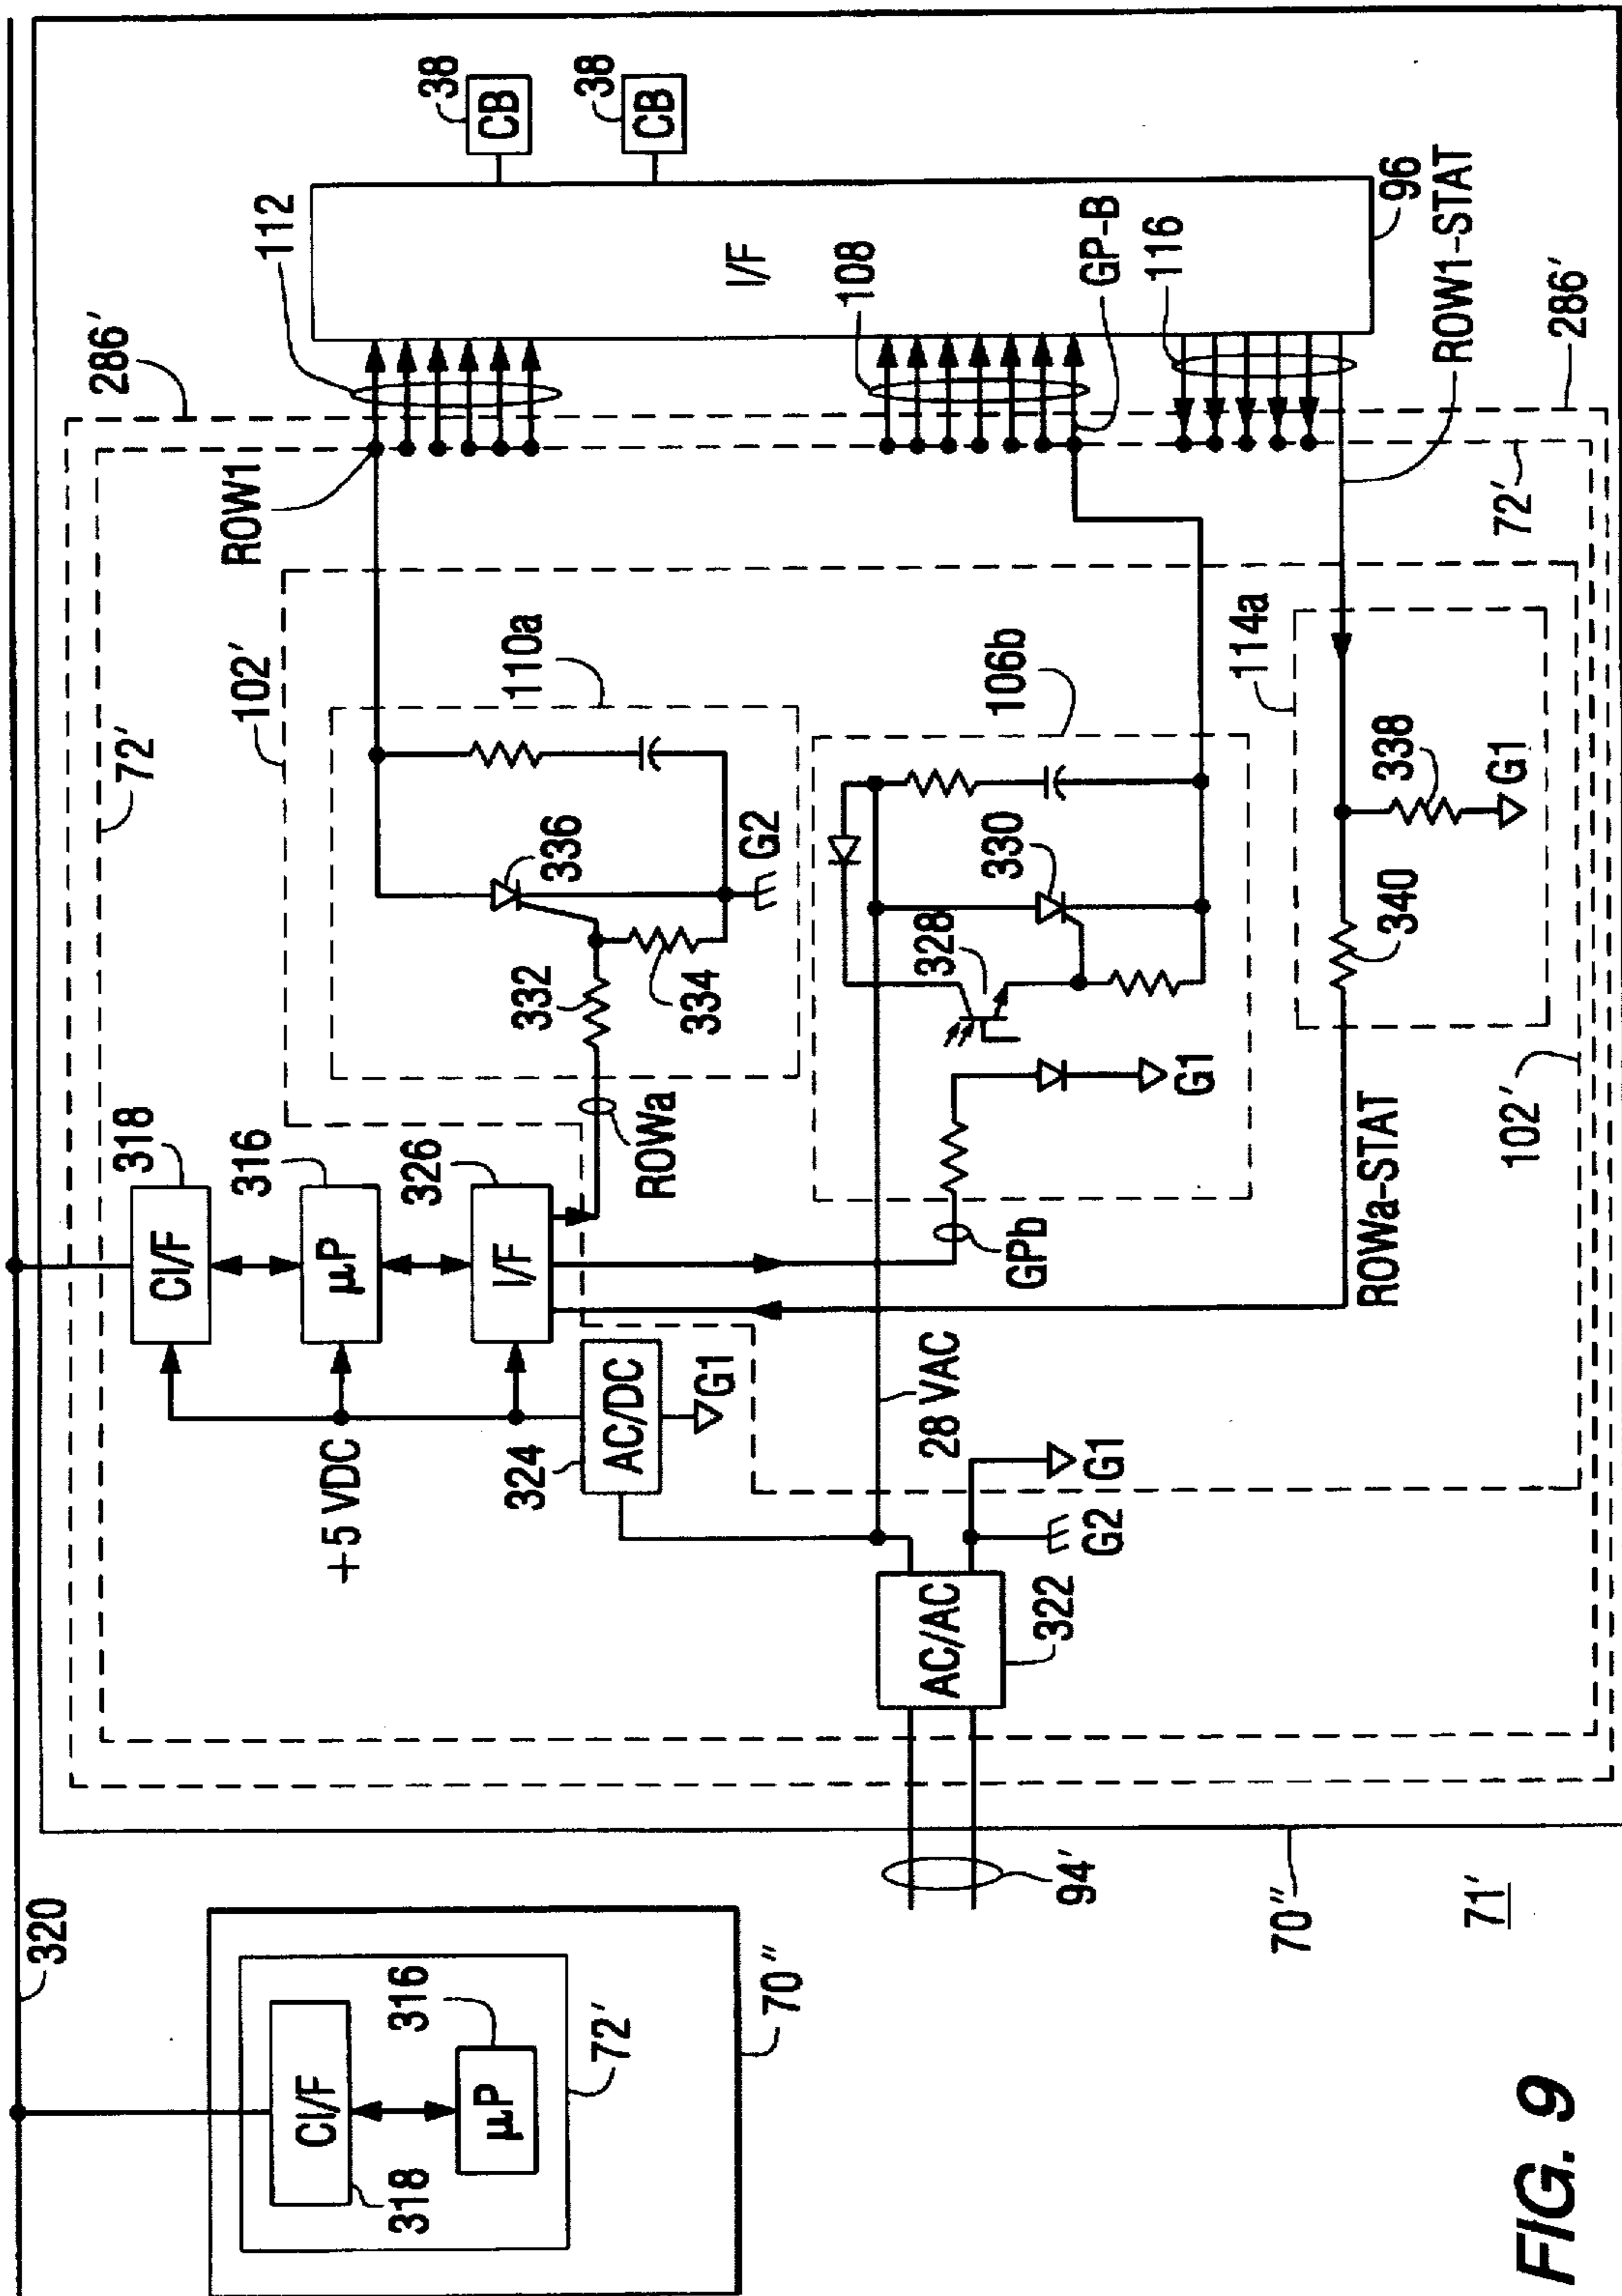 320
CI/F
318
316
µP
72′
70″
FIG. 9
71′
70″
94′
286′
72′
102′
318
CI/F
316
µP
326
I/F
+5 VDC
324
AC/DC
G1
AC/AC
322
G2
G1
28 VAC
ROWa
GPb
ROWa-STAT
110a
332
334
336
G2
106b
328
330
G1
114a
340
338
G1
102′
72′
286′
ROW1
112
108
GP-B
116
I/F
96
ROW1-STAT
38
CB
38
CB